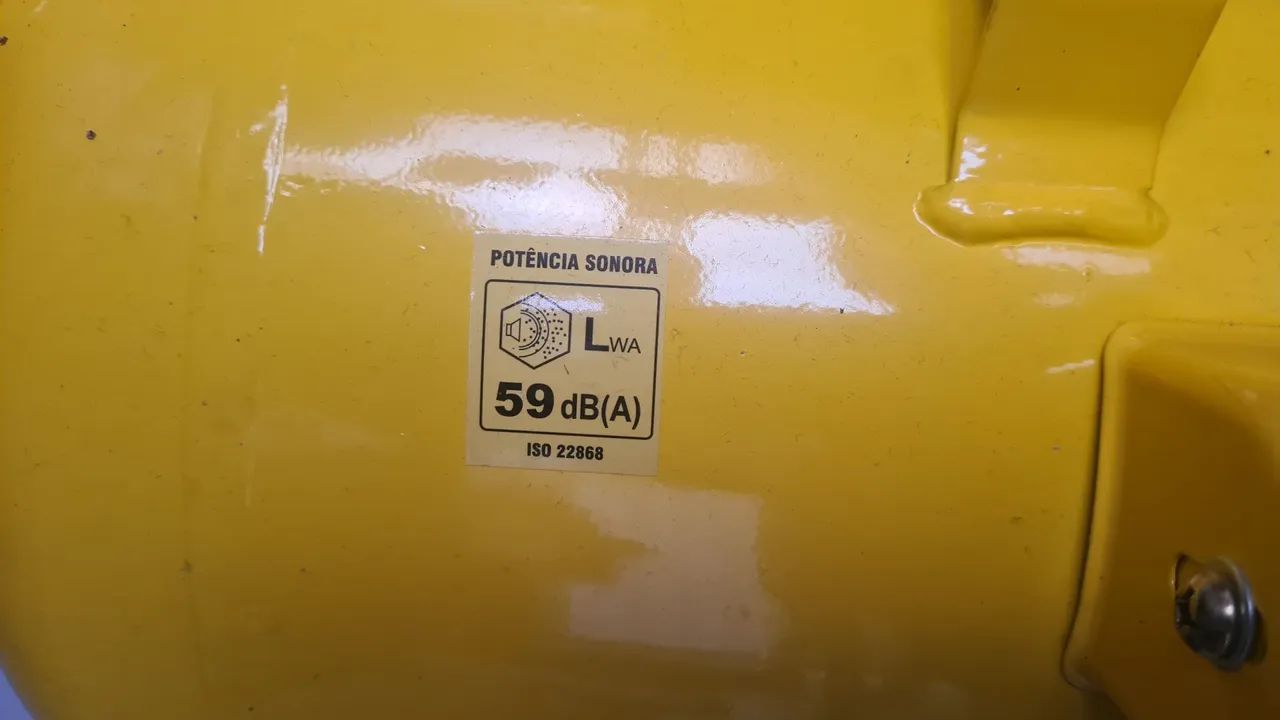 POTÊNCIA SONORA
LWA
59 dB(A)
ISO 22868